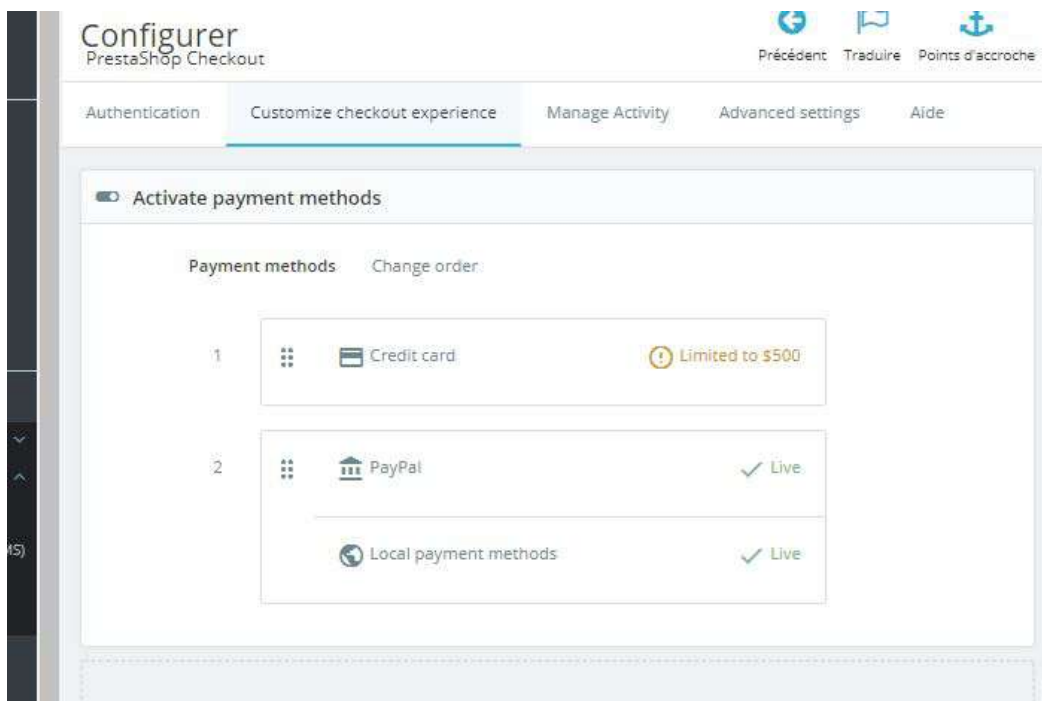 Configurer
PrestaShop Checkout
Précédent Traduire Points d'accroche
Authentication Customize checkout experience Manage Activity Advanced settings Aide
Activate payment methods
Payment methods Change order
1 Credit card Limited to $500
2 PayPal Live
Local payment methods Live
MS)